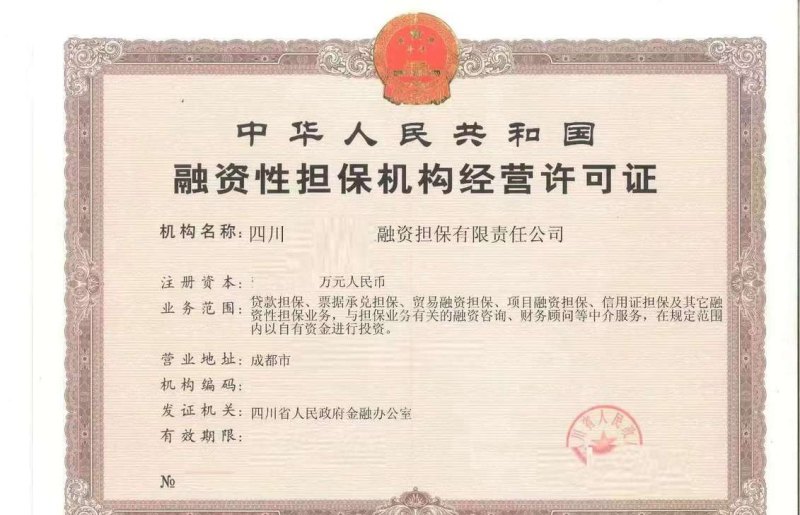 中华人民共和国
融资性担保机构经营许可证
机构名称: 四川 融资担保有限责任公司
注册资本: 万元人民币
业务范围: 贷款担保、票据承兑担保、贸易融资担保、项目融资担保、信用证担保及其它融
资性担保业务，与担保业务有关的融资咨询、财务顾问等中介服务，在规定范围
内以自有资金进行投资。
营业地址: 成都市
机构编码:
发证机关: 四川省人民政府金融办公室
有效期限:
川省人民政
№